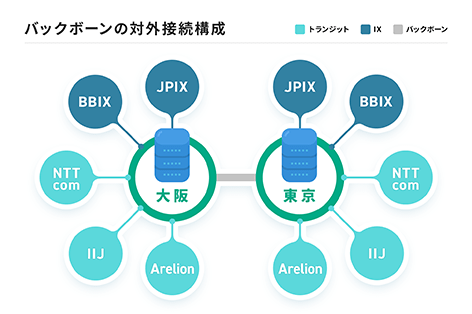 バックボーンの対外接続構成
トランジット
IX
バックボーン
JPIX
JPIX
BBIX
BBIX
NTT
com
大阪
東京
NTT
com
IIJ
Arelion
Arelion
IIJ